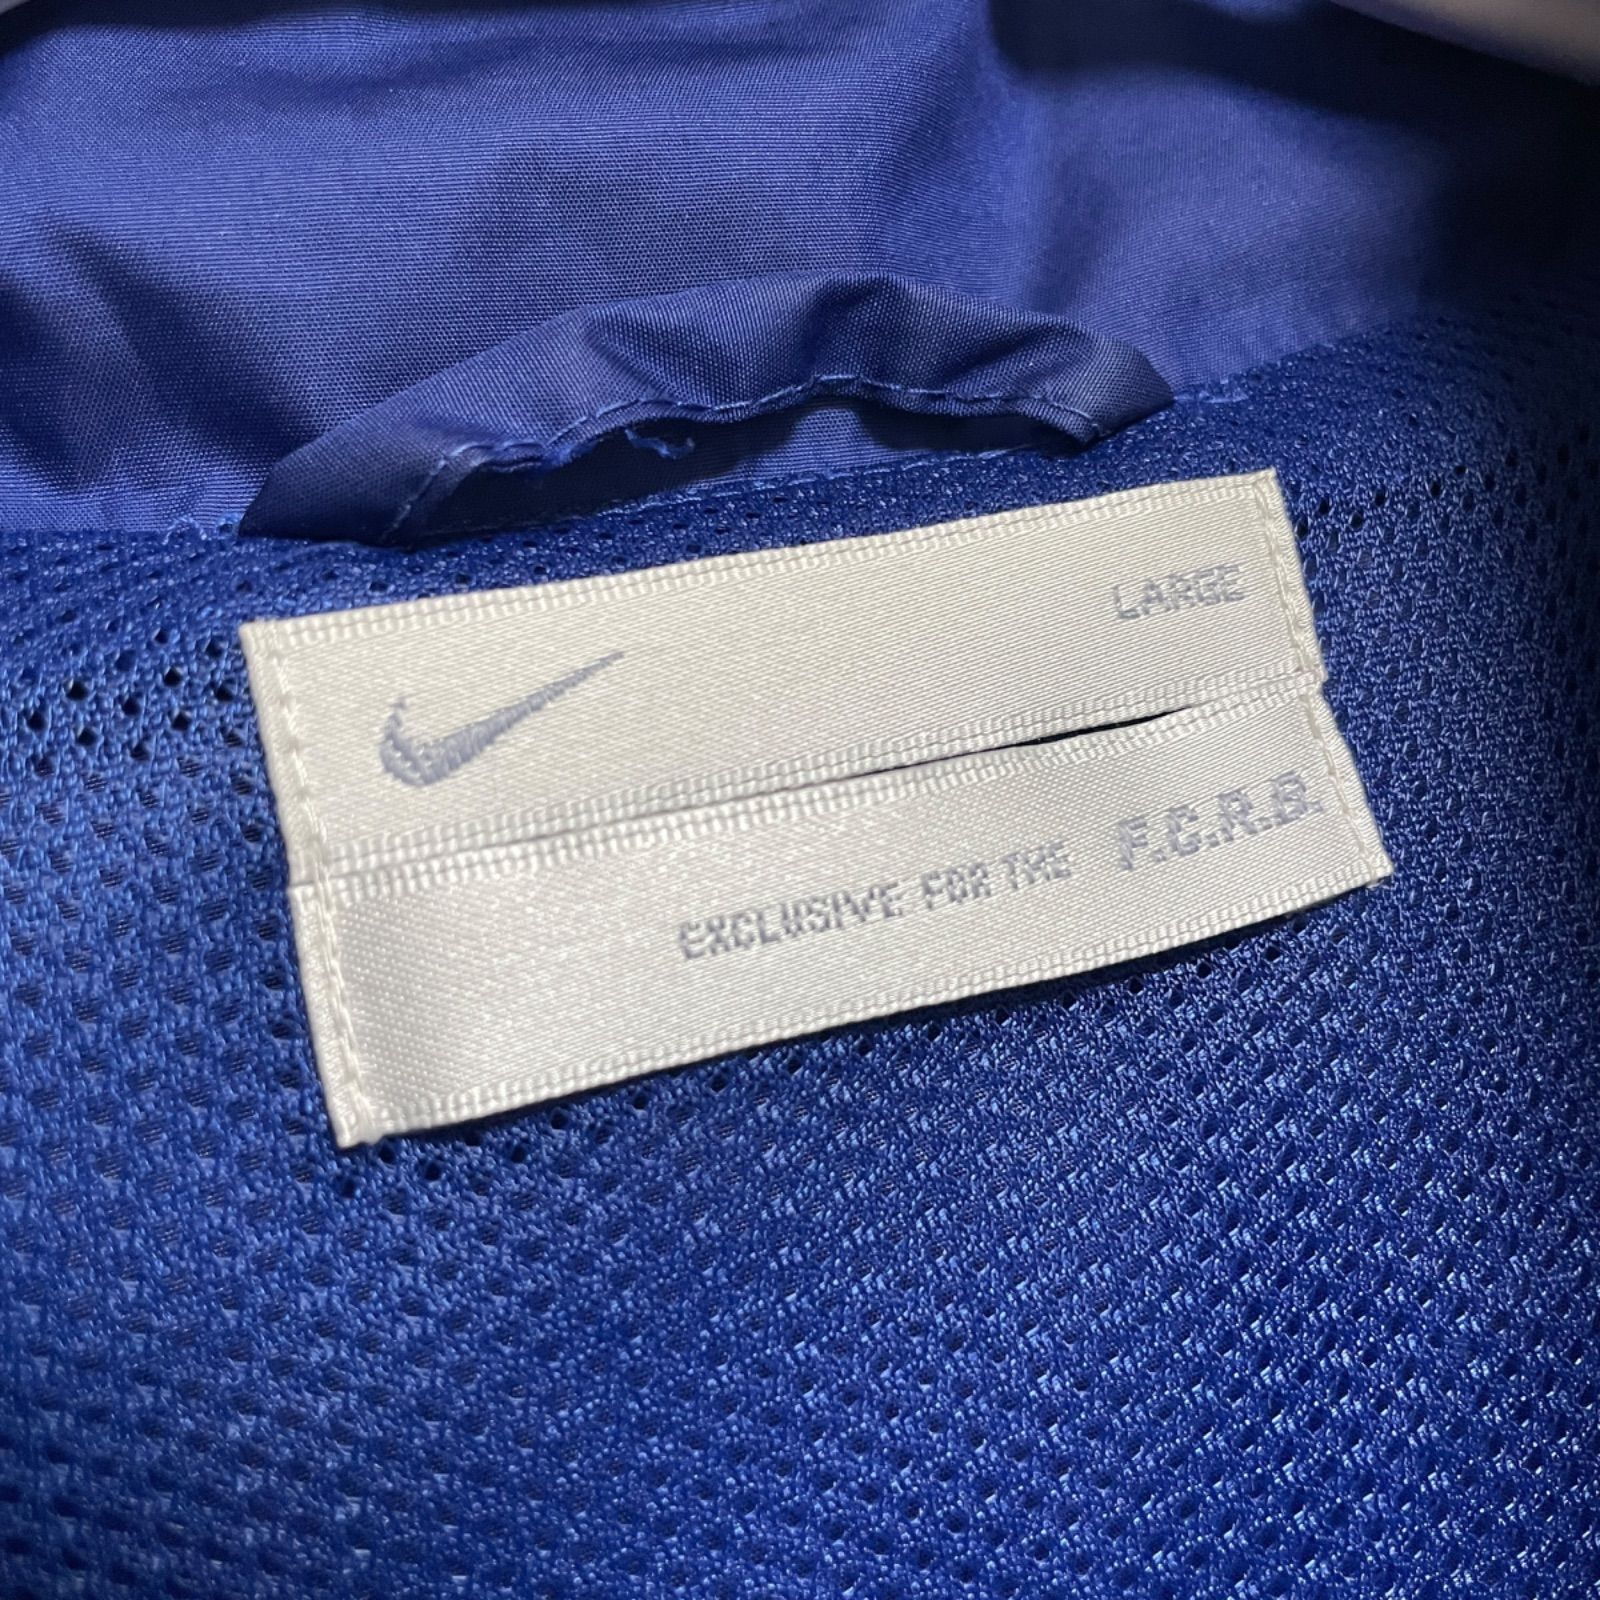 LARGE
EXCLUSIVE FOR THE F.C.R.B.